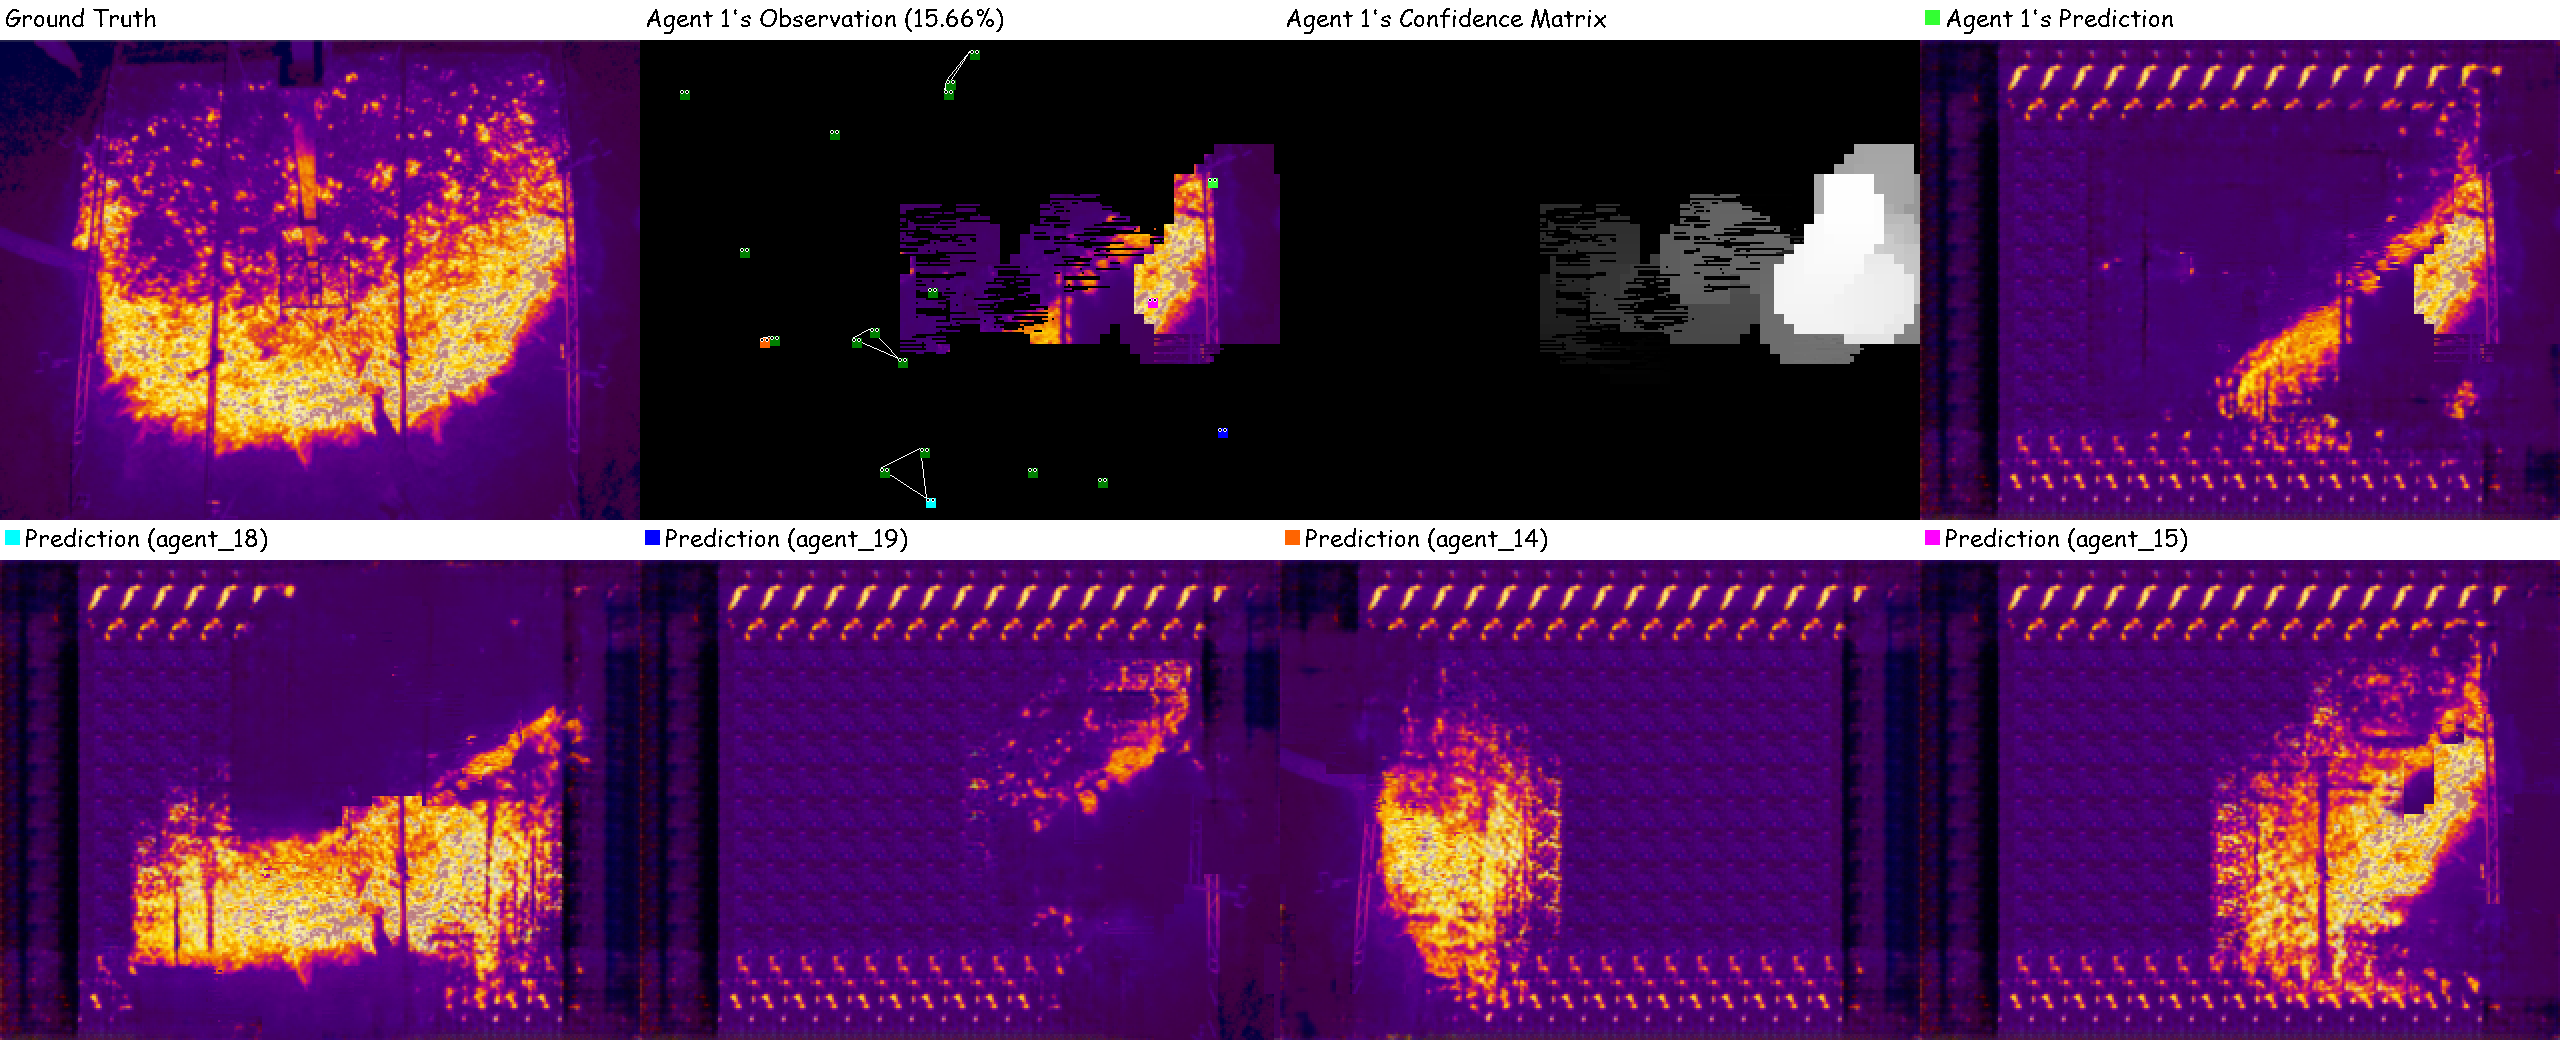 Ground Truth
Agent 1's Observation (15.66%)
Agent 1's Confidence Matrix
Agent 1's Prediction
Prediction (agent_18)
Prediction (agent_19)
Prediction (agent_14)
Prediction (agent_15)